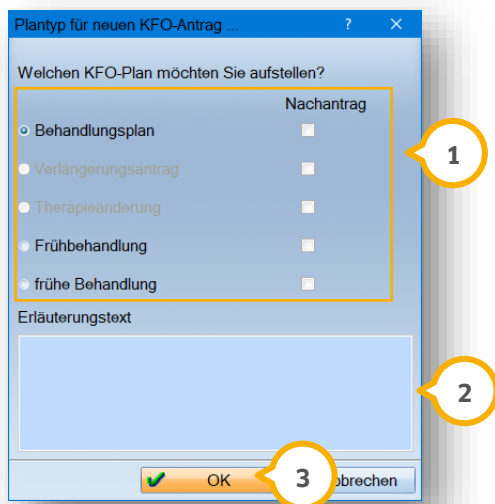 Plantyp für neuen KFO-Antrag ... ? ×
Welchen KFO-Plan möchten Sie aufstellen?
Nachantrag
Behandlungsplan
1
Verlängerungsantrag
Therapieänderung
Frühbehandlung
frühe Behandlung
Erläuterungstext
2
OK 3 bbrechen